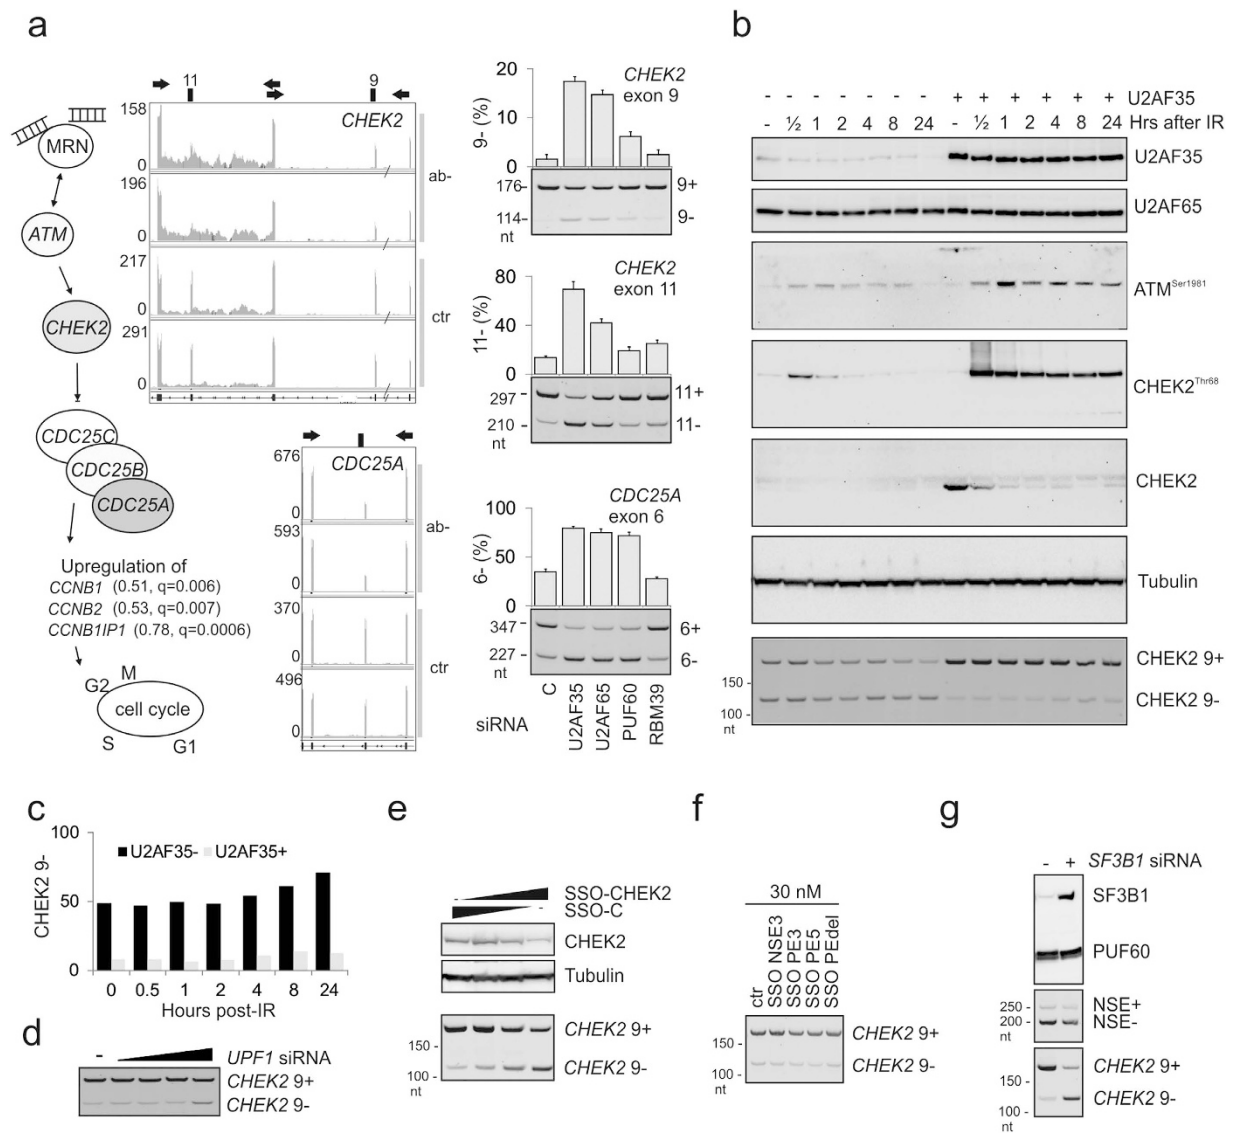 a
MRN
ATM
CHEK2
CDC25C
CDC25B
CDC25A
Upregulation of
CCNB1 (0.51, q=0.006)
CCNB2 (0.53, q=0.007)
CCNB1IP1 (0.78, q=0.0006)
M
G2
cell cycle
S
G1
11
9
CHEK2
158
0
196
0
ab-
217
0
291
0
ctr
CDC25A
676
0
593
0
ab-
370
0
496
0
ctr
CHEK2
exon 9
9- (%)
20
10
0
176-
9+
114-
9-
nt
CHEK2
exon 11
11- (%)
80
40
0
297 -
11+
210 -
11-
nt
CDC25A
exon 6
6- (%)
100
50
0
347-
6+
227-
6-
nt
siRNA
C
U2AF35
U2AF65
PUF60
RBM39
b
- - - - - - - + + + + + + + U2AF35
- ½ 1 2 4 8 24 - ½ 1 2 4 8 24 Hrs after IR
U2AF35
U2AF65
ATMSer1981
CHEK2Thr68
CHEK2
Tubulin
CHEK2 9+
150 -
CHEK2 9-
100 -
nt
c
CHEK2 9-
100
50
0
U2AF35- U2AF35+
0 0.5 1 2 4 8 24
Hours post-IR
d
- UPF1 siRNA
CHEK2 9+
CHEK2 9-
e
- SSO-CHEK2
SSO-C -
CHEK2
Tubulin
CHEK2 9+
150 -
CHEK2 9-
100 -
nt
f
30 nM
ctr
SSO NSE3
SSO PE3
SSO PE5
SSO PEdel
CHEK2 9+
150 -
CHEK2 9-
100 -
nt
g
- + SF3B1 siRNA
SF3B1
PUF60
250 -
NSE+
200 -
NSE-
CHEK2 9+
150 -
CHEK2 9-
100 -
nt